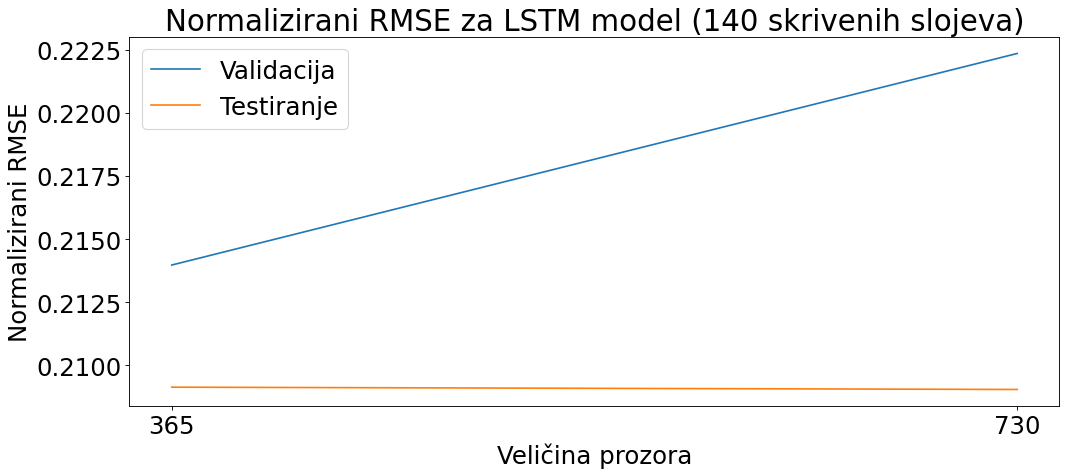 Normalizirani RMSE za LSTM model (140 skrivenih slojeva)
Validacija
Testiranje
Normalizirani RMSE
0.2225
0.2200
0.2175
0.2150
0.2125
0.2100
365
730
Veličina prozora